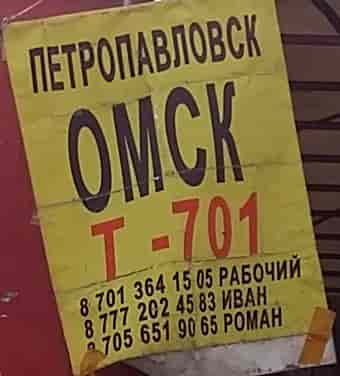 ПЕТРОПАВЛОВСК
ОМСК
Т -701
8 701 364 15 05 РАБОЧИЙ
8 777 202 45 83 ИВАН
8 705 651 90 65 РОМАН